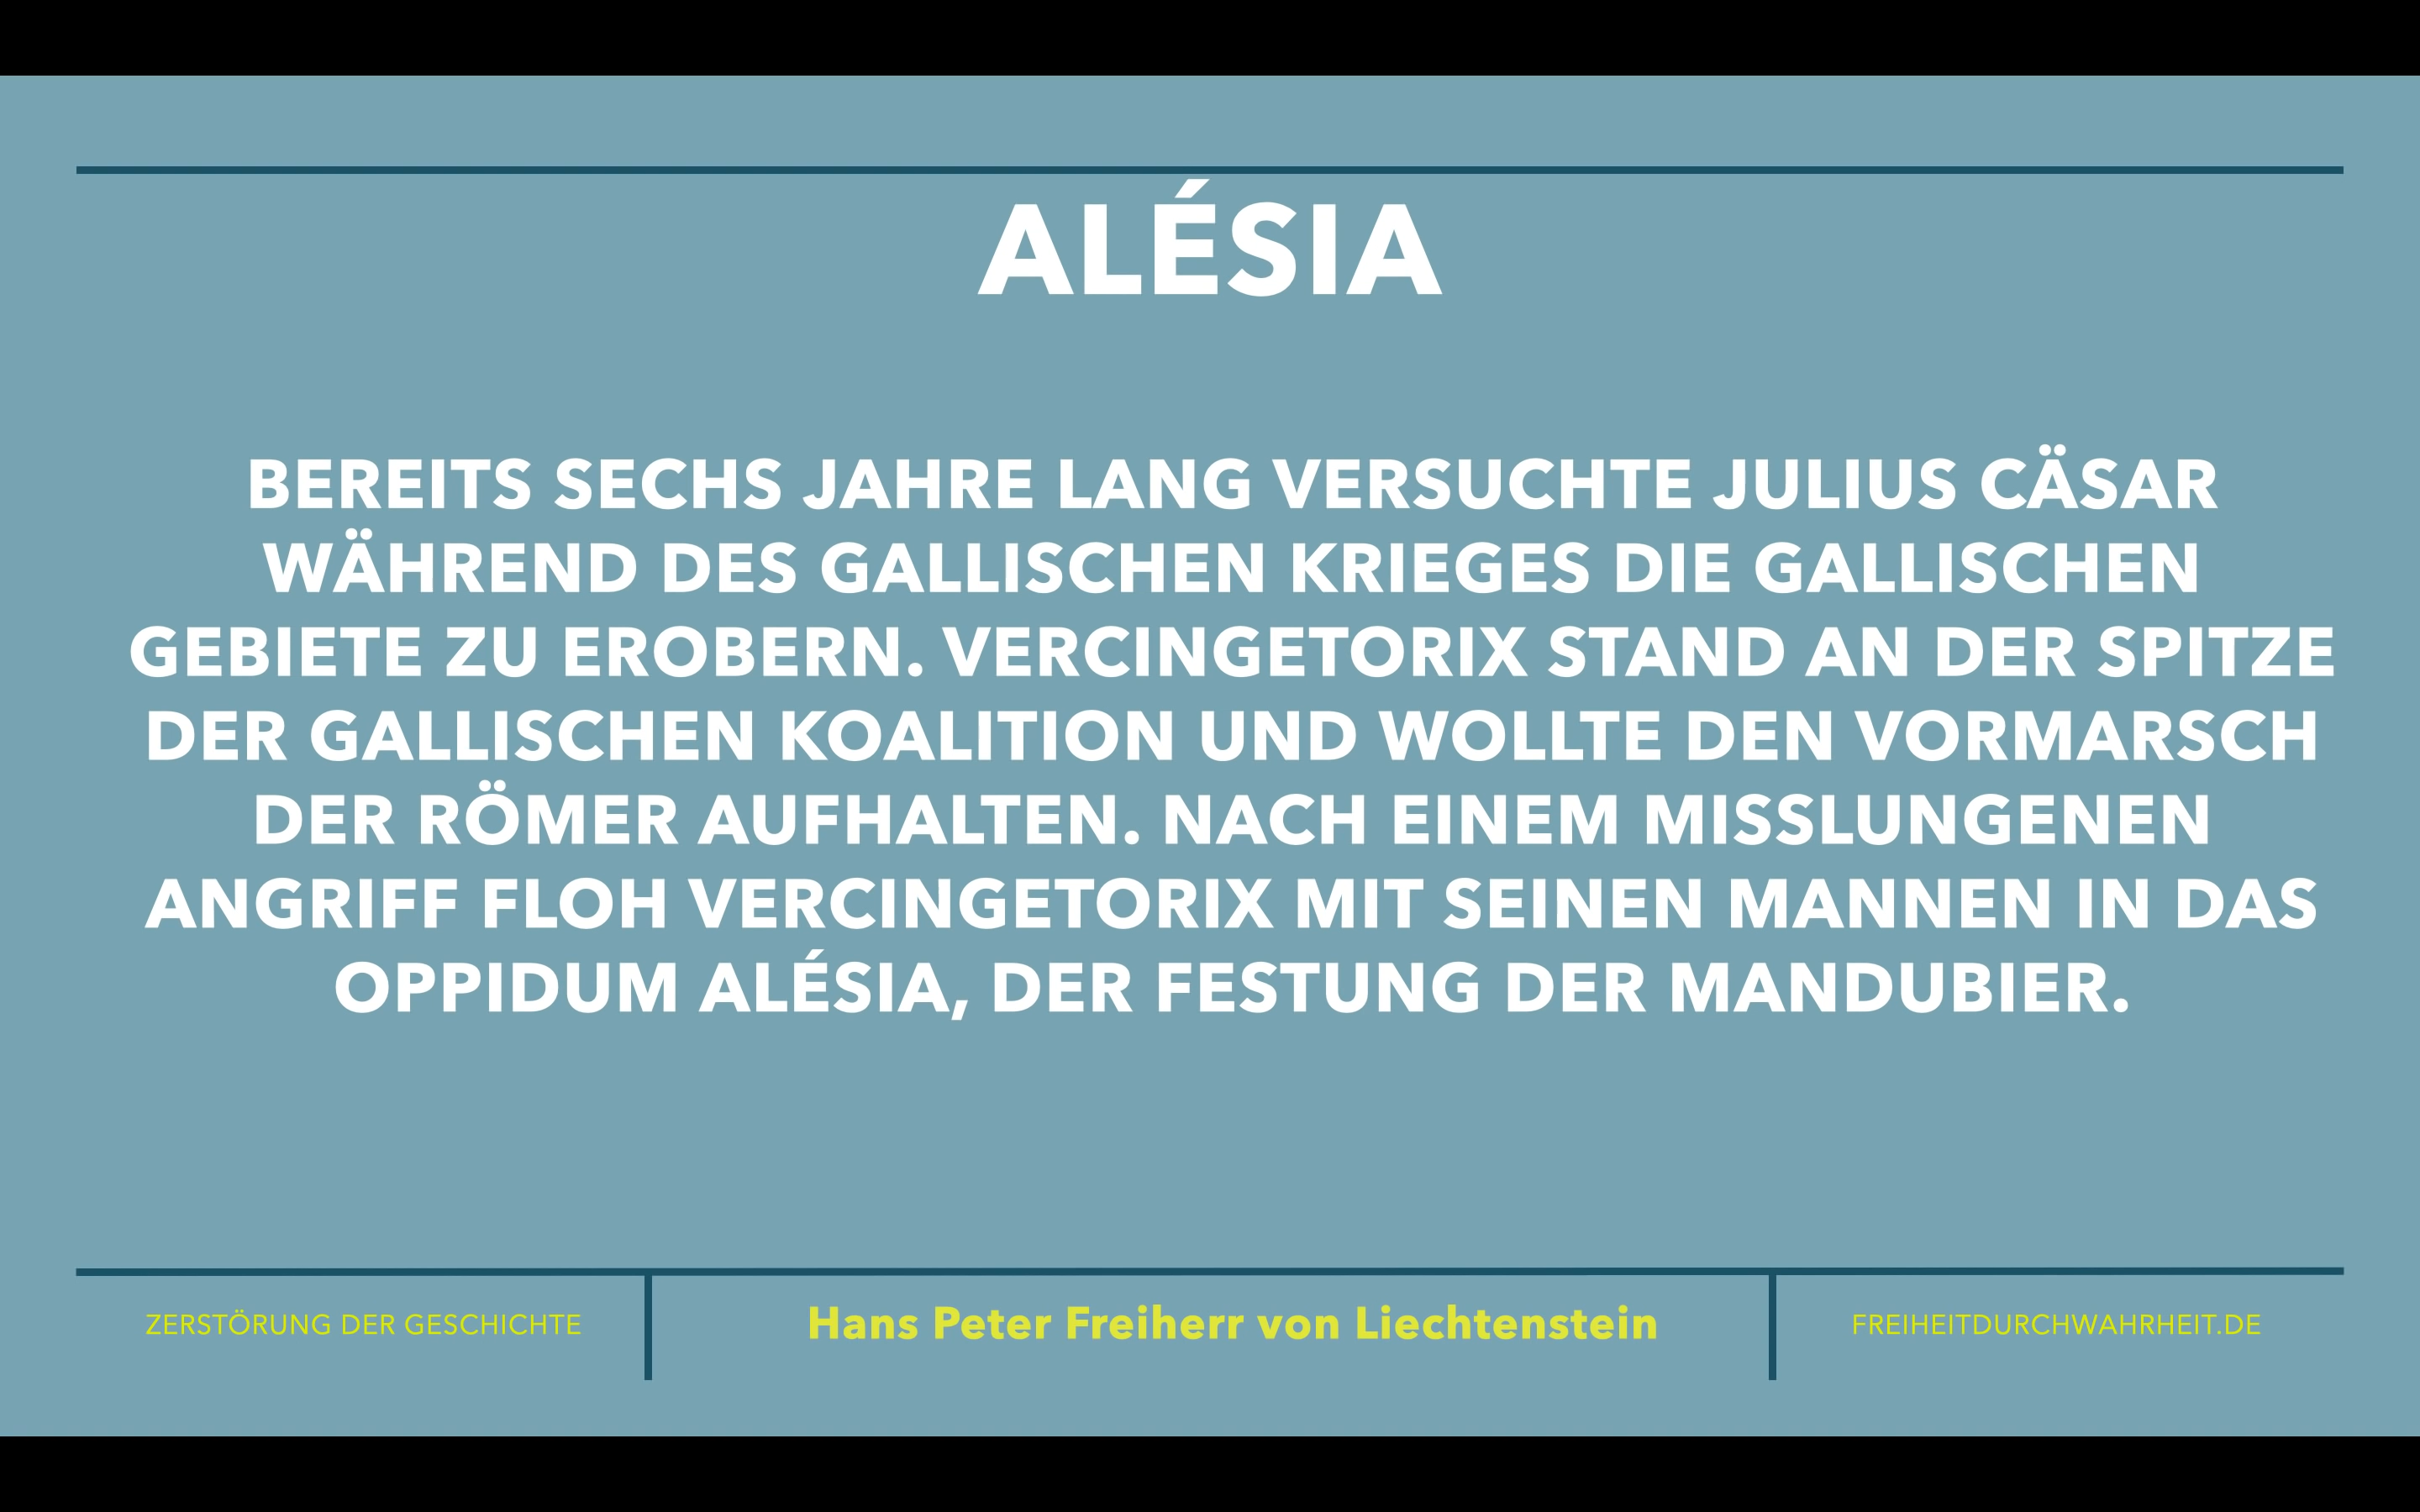 ALÉSIA
BEREITS SECHS JAHRE LANG VERSUCHTE JULIUS CÄSAR
WÄHREND DES GALLISCHEN KRIEGES DIE GALLISCHEN
GEBIETE ZU EROBERN. VERCINGETORIX STAND AN DER SPITZE
DER GALLISCHEN KOALITION UND WOLLTE DEN VORMARSCH
DER RÖMER AUFHALTEN. NACH EINEM MISSLUNGENEN
ANGRIFF FLOH VERCINGETORIX MIT SEINEN MANNEN IN DAS
OPPIDUM ALÉSIA, DER FESTUNG DER MANDUBIER.
ZERSTÖRUNG DER GESCHICHTE
Hans Peter Freiherr von Liechtenstein
FREIHEITDURCHWAHRHEIT.DE